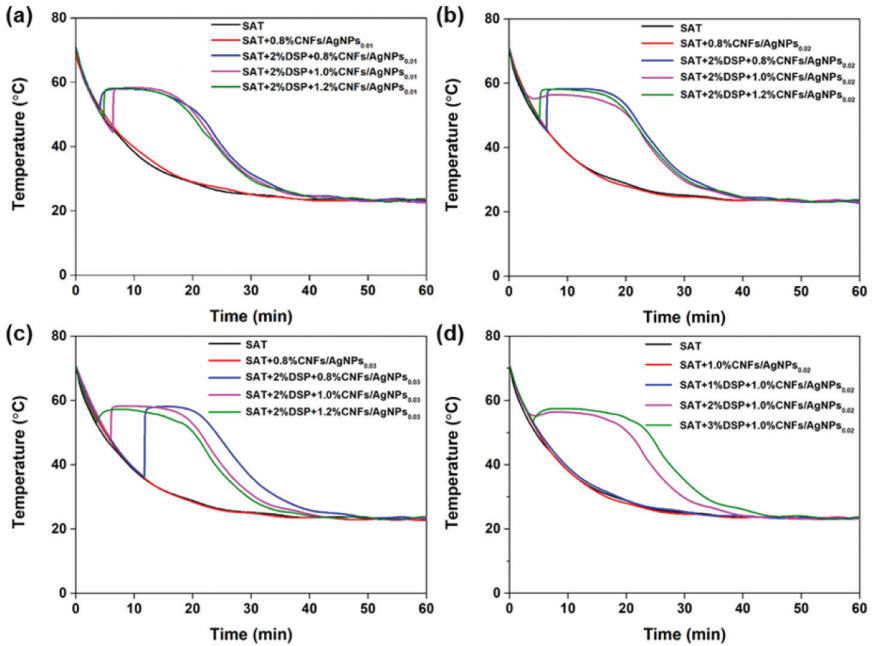 (a)
SAT
SAT+0.8%CNFs/AgNPs0.01
SAT+2%DSP+0.8%CNFs/AgNPs0.01
SAT+2%DSP+1.0%CNFs/AgNPs0.01
SAT+2%DSP+1.2%CNFs/AgNPs0.01
Temperature (°C)
80
60
40
20
0
0 10 20 30 40 50 60
Time (min)
(b)
SAT
SAT+0.8%CNFs/AgNPs0.02
SAT+2%DSP+0.8%CNFs/AgNPs0.02
SAT+2%DSP+1.0%CNFs/AgNPs0.02
SAT+2%DSP+1.2%CNFs/AgNPs0.02
Temperature (°C)
80
60
40
20
0
0 10 20 30 40 50 60
Time (min)
(c)
SAT
SAT+0.8%CNFs/AgNPs0.03
SAT+2%DSP+0.8%CNFs/AgNPs0.03
SAT+2%DSP+1.0%CNFs/AgNPs0.03
SAT+2%DSP+1.2%CNFs/AgNPs0.03
Temperature (°C)
80
60
40
20
0
0 10 20 30 40 50 60
Time (min)
(d)
SAT
SAT+1.0%CNFs/AgNPs0.02
SAT+1%DSP+1.0%CNFs/AgNPs0.02
SAT+2%DSP+1.0%CNFs/AgNPs0.02
SAT+3%DSP+1.0%CNFs/AgNPs0.02
Temperature (°C)
80
60
40
20
0
0 10 20 30 40 50 60
Time (min)